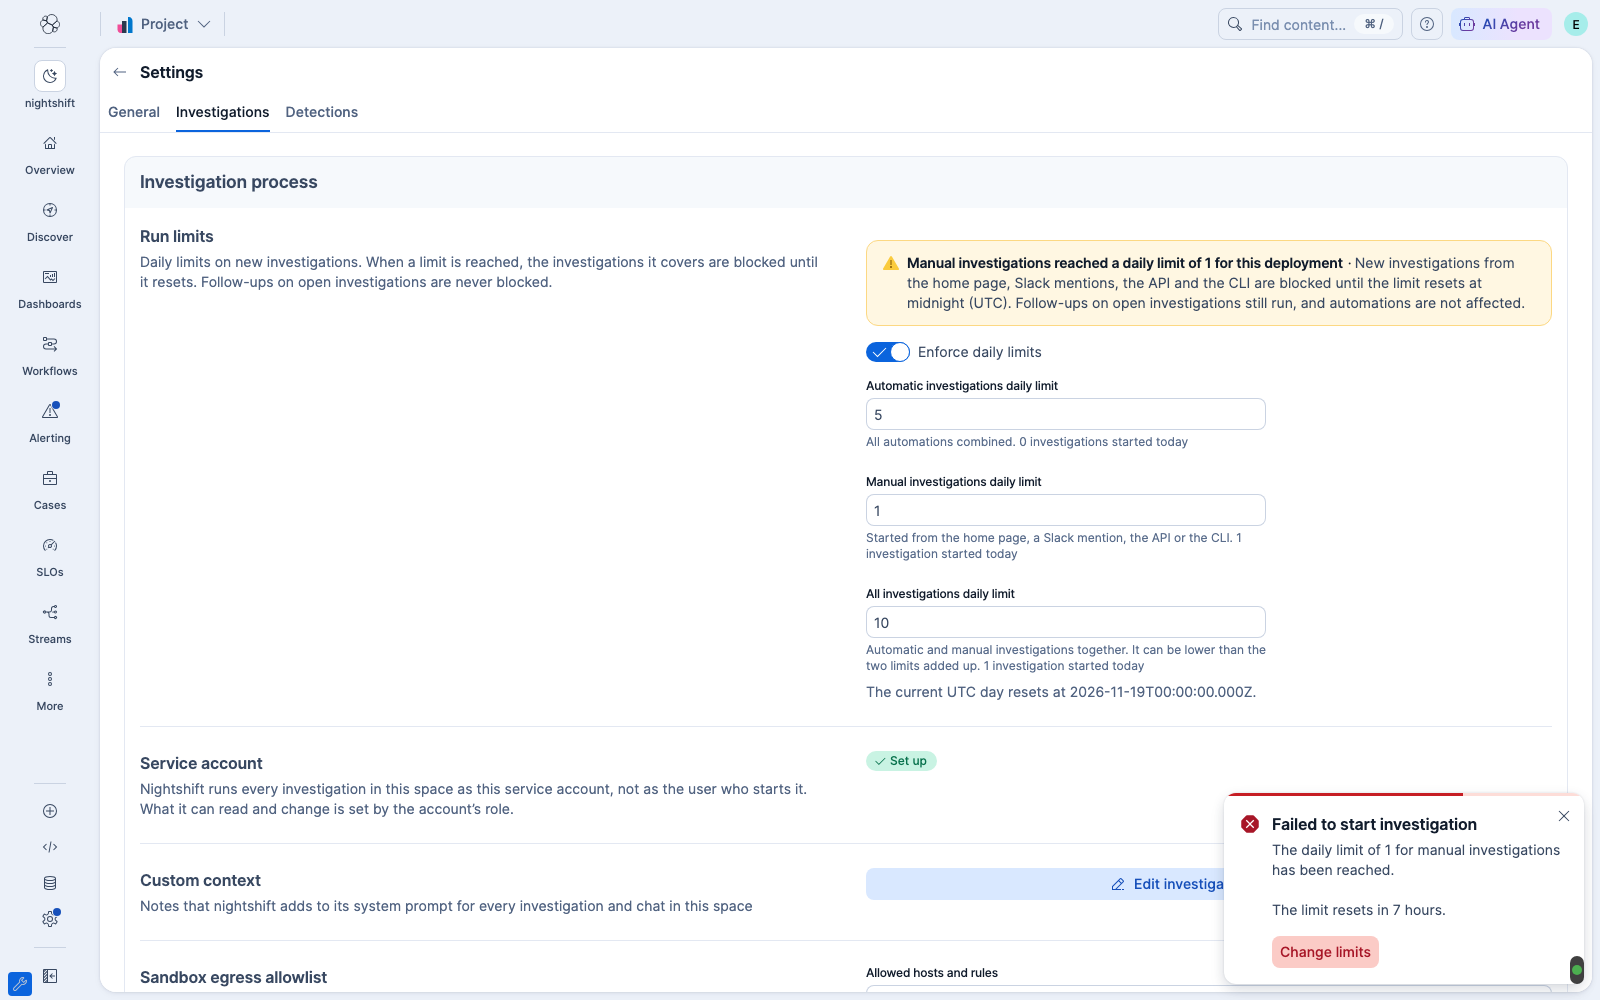 Project
Find content...
⌘ /
AI Agent
E
nightshift
Overview
Discover
Dashboards
Workflows
Alerting
Cases
SLOs
Streams
More
Settings
General
Investigations
Detections
Investigation process
Run limits
Daily limits on new investigations. When a limit is reached, the investigations it covers are blocked until
it resets. Follow-ups on open investigations are never blocked.
Manual investigations reached a daily limit of 1 for this deployment · New investigations from
the home page, Slack mentions, the API and the CLI are blocked until the limit resets at
midnight (UTC). Follow-ups on open investigations still run, and automations are not affected.
Enforce daily limits
Automatic investigations daily limit
5
All automations combined. 0 investigations started today
Manual investigations daily limit
1
Started from the home page, a Slack mention, the API or the CLI. 1
investigation started today
All investigations daily limit
10
Automatic and manual investigations together. It can be lower than the
two limits added up. 1 investigation started today
The current UTC day resets at 2026-11-19T00:00:00.000Z.
Service account
Nightshift runs every investigation in this space as this service account, not as the user who starts it.
What it can read and change is set by the account's role.
Set up
Custom context
Notes that nightshift adds to its system prompt for every investigation and chat in this space
Edit investiga
Sandbox egress allowlist
Allowed hosts and rules
Failed to start investigation
The daily limit of 1 for manual investigations
has been reached.
The limit resets in 7 hours.
Change limits